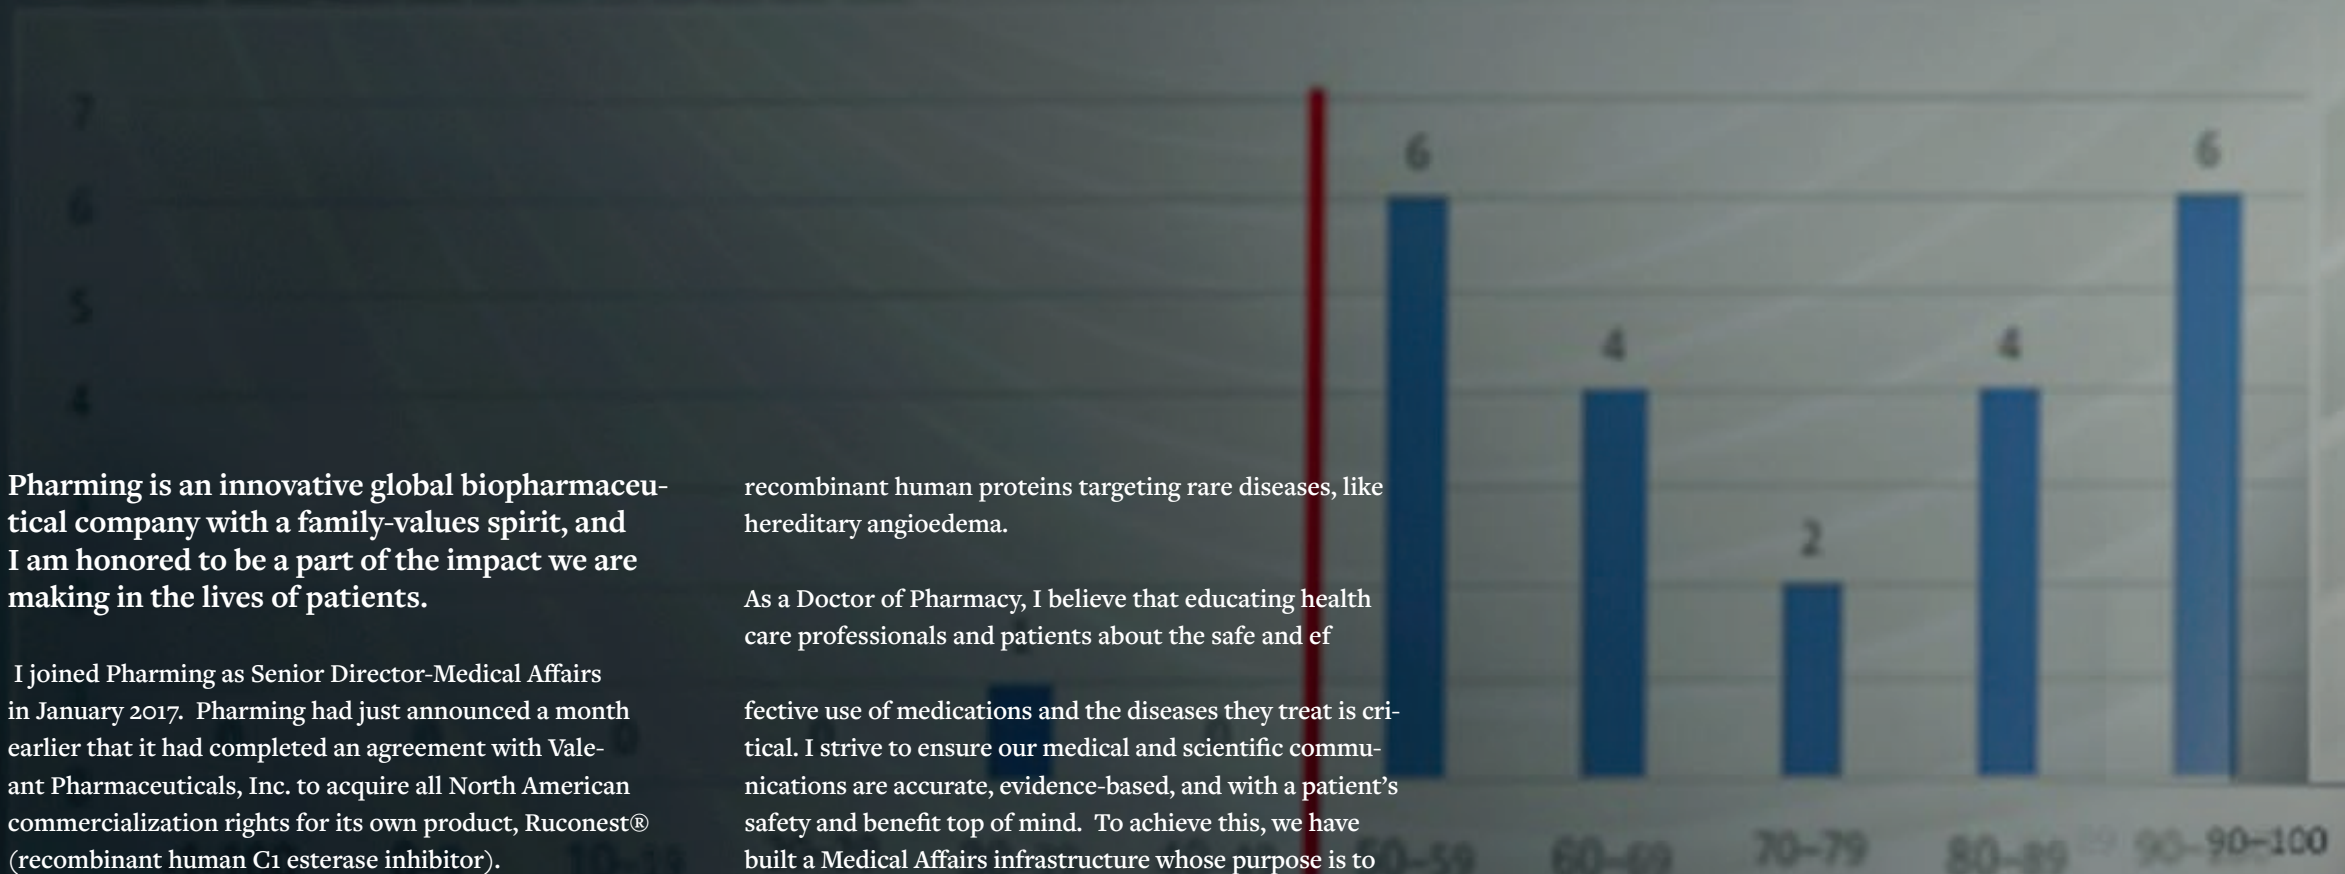 7
6
5
4
6
4
2
4
6
Pharming is an innovative global biopharmaceu-
tical company with a family-values spirit, and
I am honored to be a part of the impact we are
making in the lives of patients.
I joined Pharming as Senior Director-Medical Affairs
in January 2017.  Pharming had just announced a month
earlier that it had completed an agreement with Vale-
ant Pharmaceuticals, Inc. to acquire all North American
commercialization rights for its own product, Ruconest®
(recombinant human C1 esterase inhibitor).
recombinant human proteins targeting rare diseases, like
hereditary angioedema.
As a Doctor of Pharmacy, I believe that educating health
care professionals and patients about the safe and ef
fective use of medications and the diseases they treat is cri-
tical. I strive to ensure our medical and scientific commu-
nications are accurate, evidence-based, and with a patient’s
safety and benefit top of mind.  To achieve this, we have
built a Medical Affairs infrastructure whose purpose is to
50–59
60–69
70–79
80–89
90–100